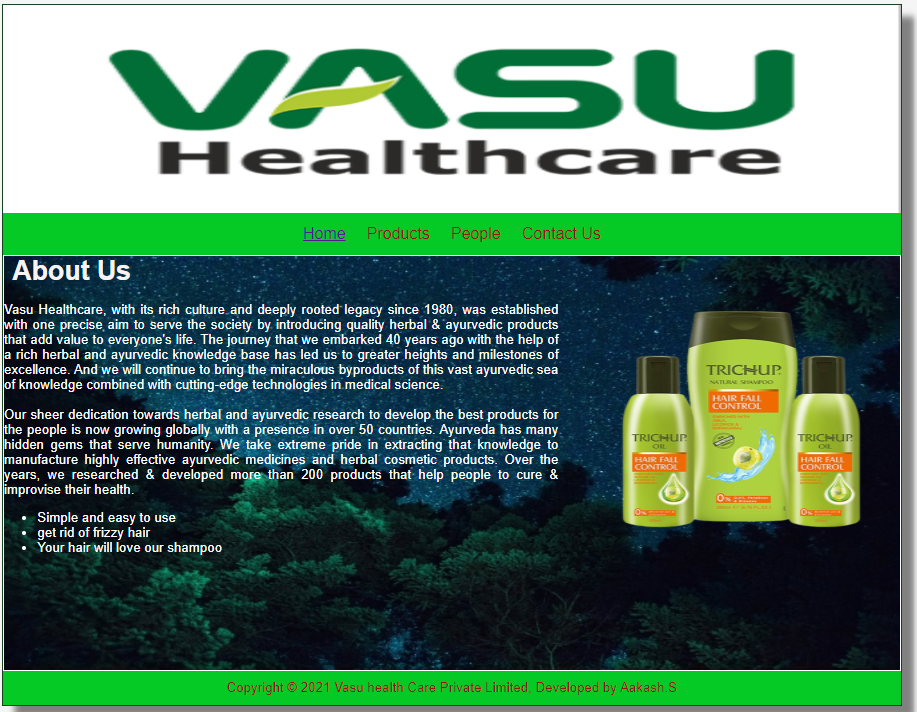 VASU
Healthcare
Home Products People Contact Us
About Us
Vasu Healthcare, with its rich culture and deeply rooted legacy since 1980, was established
with one precise aim to serve the society by introducing quality herbal & ayurvedic products
that add value to everyone's life. The journey that we embarked 40 years ago with the help of
a rich herbal and ayurvedic knowledge base has led us to greater heights and milestones of
excellence. And we will continue to bring the miraculous byproducts of this vast ayurvedic sea
of knowledge combined with cutting-edge technologies in medical science.
Our sheer dedication towards herbal and ayurvedic research to develop the best products for
the people is now growing globally with a presence in over 50 countries. Ayurveda has many
hidden gems that serve humanity. We take extreme pride in extracting that knowledge to
manufacture highly effective ayurvedic medicines and herbal cosmetic products. Over the
years, we researched & developed more than 200 products that help people to cure &
improvise their health.
Simple and easy to use
get rid of frizzy hair
Your hair will love our shampoo
TRICHUP
OIL
HAIR FALL
CONTROL
0%
TRICHUP
NATURAL SHAMPOO
HAIR FALL
CONTROL
0%
TRICHUP
OIL
HAIR FALL
CONTROL
0%
Copyright © 2021 Vasu health Care Private Limited, Developed by Aakash.S